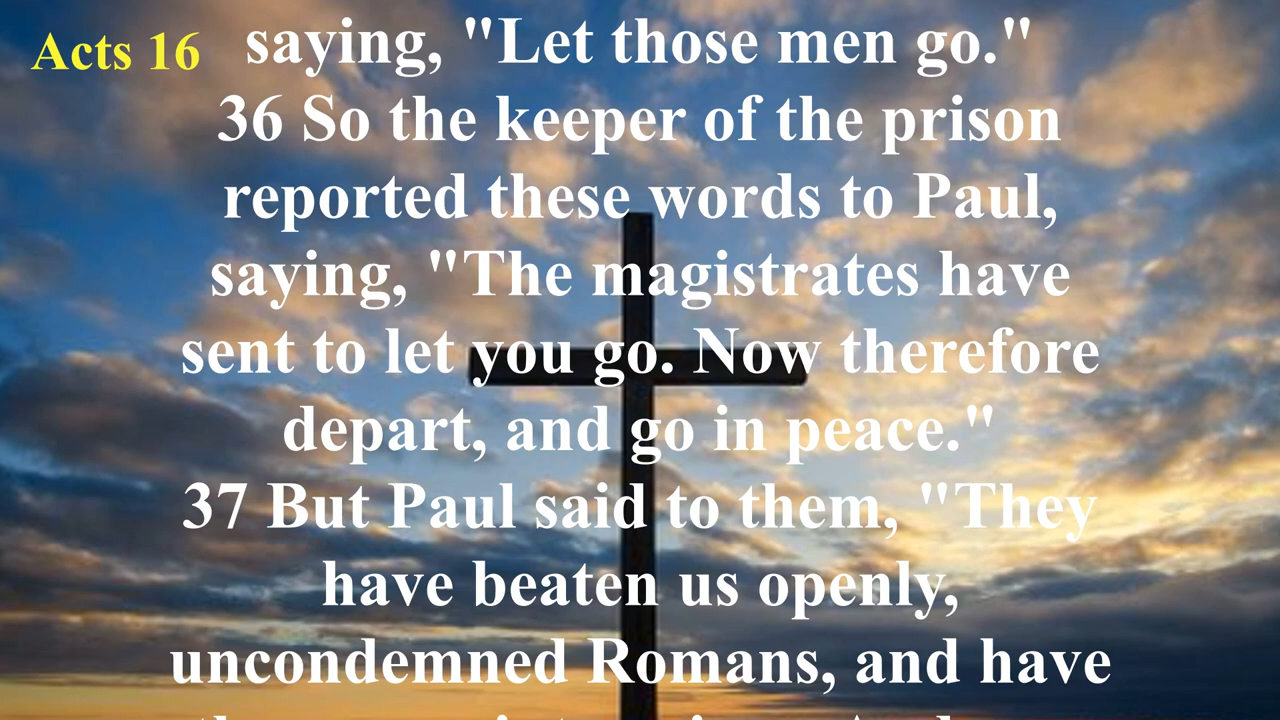 Acts 16
saying, "Let those men go."
36 So the keeper of the prison
reported these words to Paul,
saying, "The magistrates have
sent to let you go. Now therefore
depart, and go in peace."
37 But Paul said to them, "They
have beaten us openly,
uncondemned Romans, and have